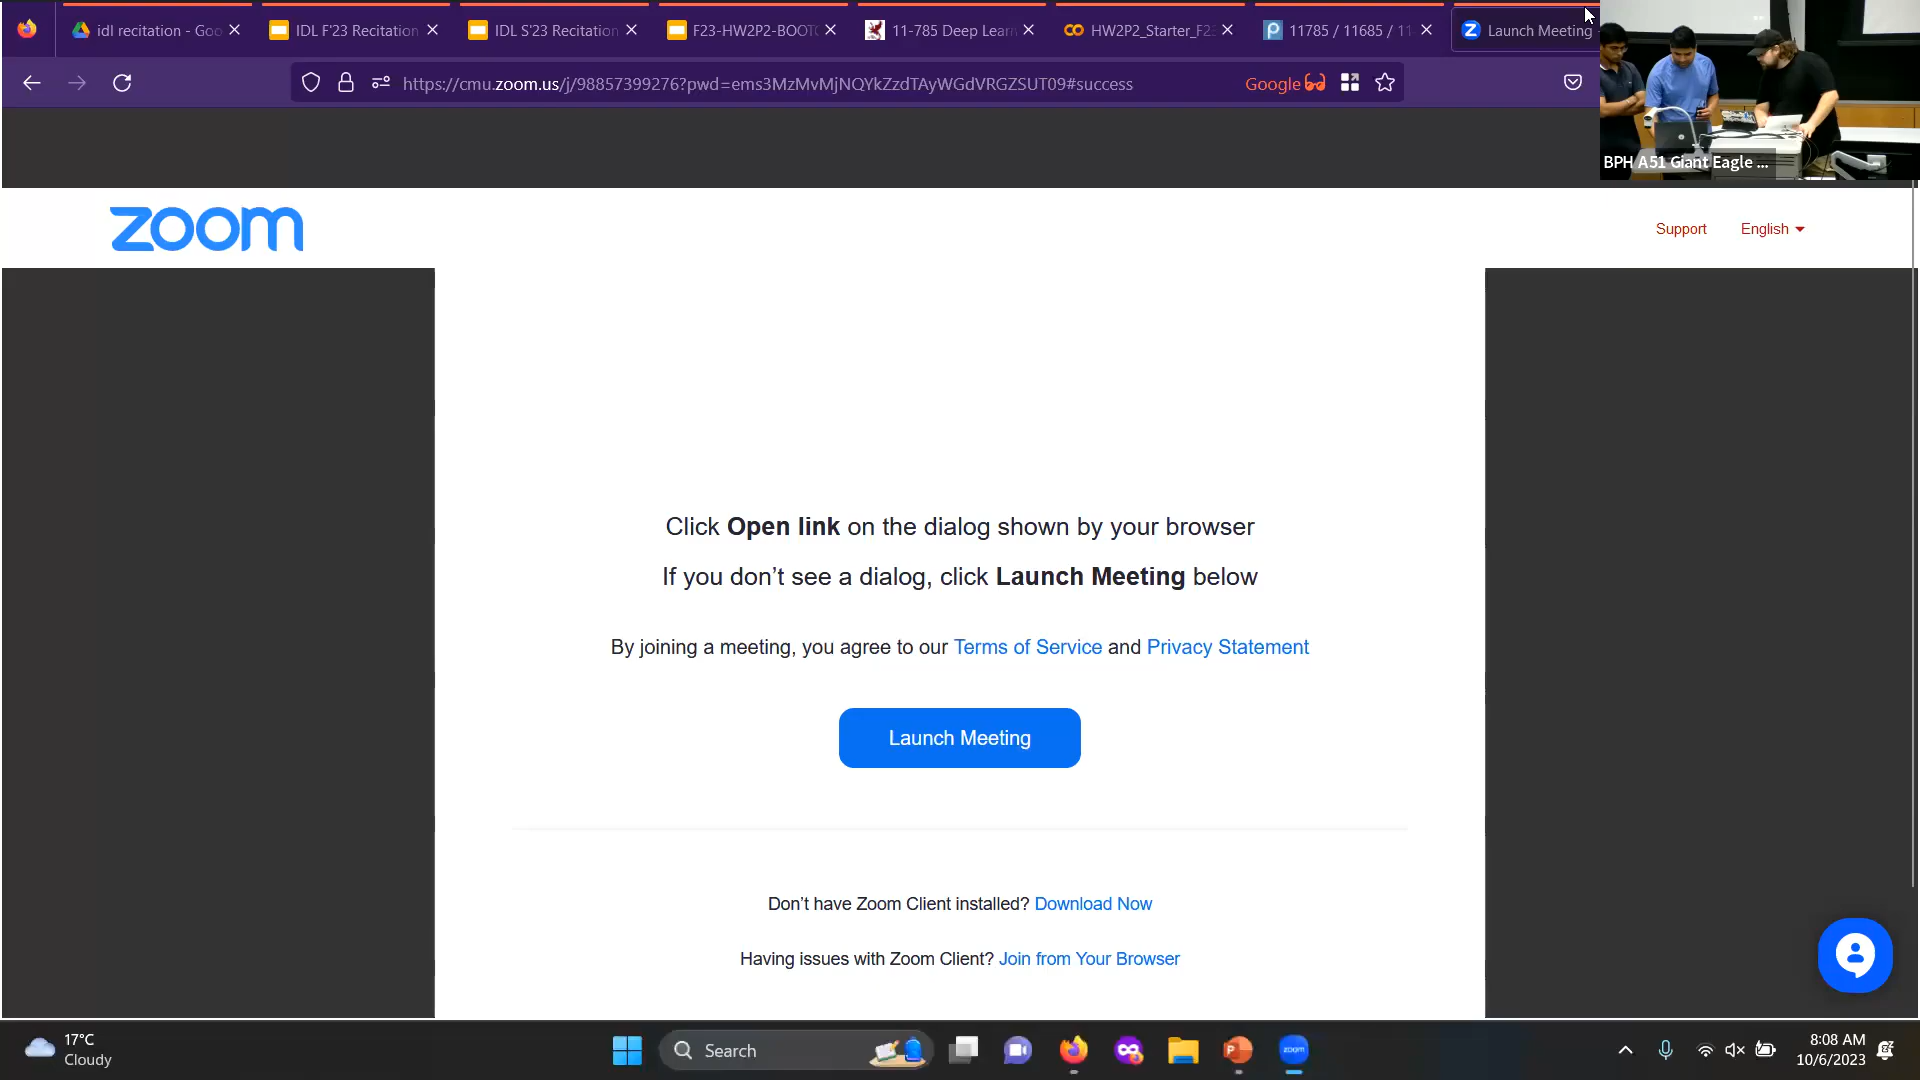 idl recitation - Goo
IDL F'23 Recitation
IDL S'23 Recitation
F23-HW2P2-BOOTC
11-785 Deep Learn
HW2P2_Starter_F23
11785 / 11685 / 11
Launch Meeting
https://cmu.zoom.us/j/98857399276?pwd=ems3MzMvMjNQYkZzdTAyWGdVRGZSUT09#success
Google
BPH A51 Giant Eagle ...
zoom
Support
English
Click Open link on the dialog shown by your browser
If you don’t see a dialog, click Launch Meeting below
By joining a meeting, you agree to our Terms of Service and Privacy Statement
Launch Meeting
Don’t have Zoom Client installed? Download Now
Having issues with Zoom Client? Join from Your Browser
17°C
Cloudy
Search
zoom
8:08 AM
10/6/2023